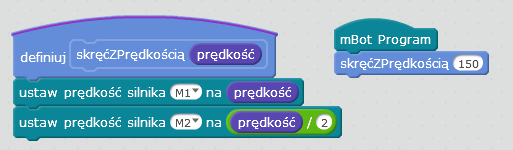 definiuj skręćZPrędkością prędkość
ustaw prędkość silnika M1 na prędkość
ustaw prędkość silnika M2 na prędkość / 2
mBot Program
skręćZPrędkością 150